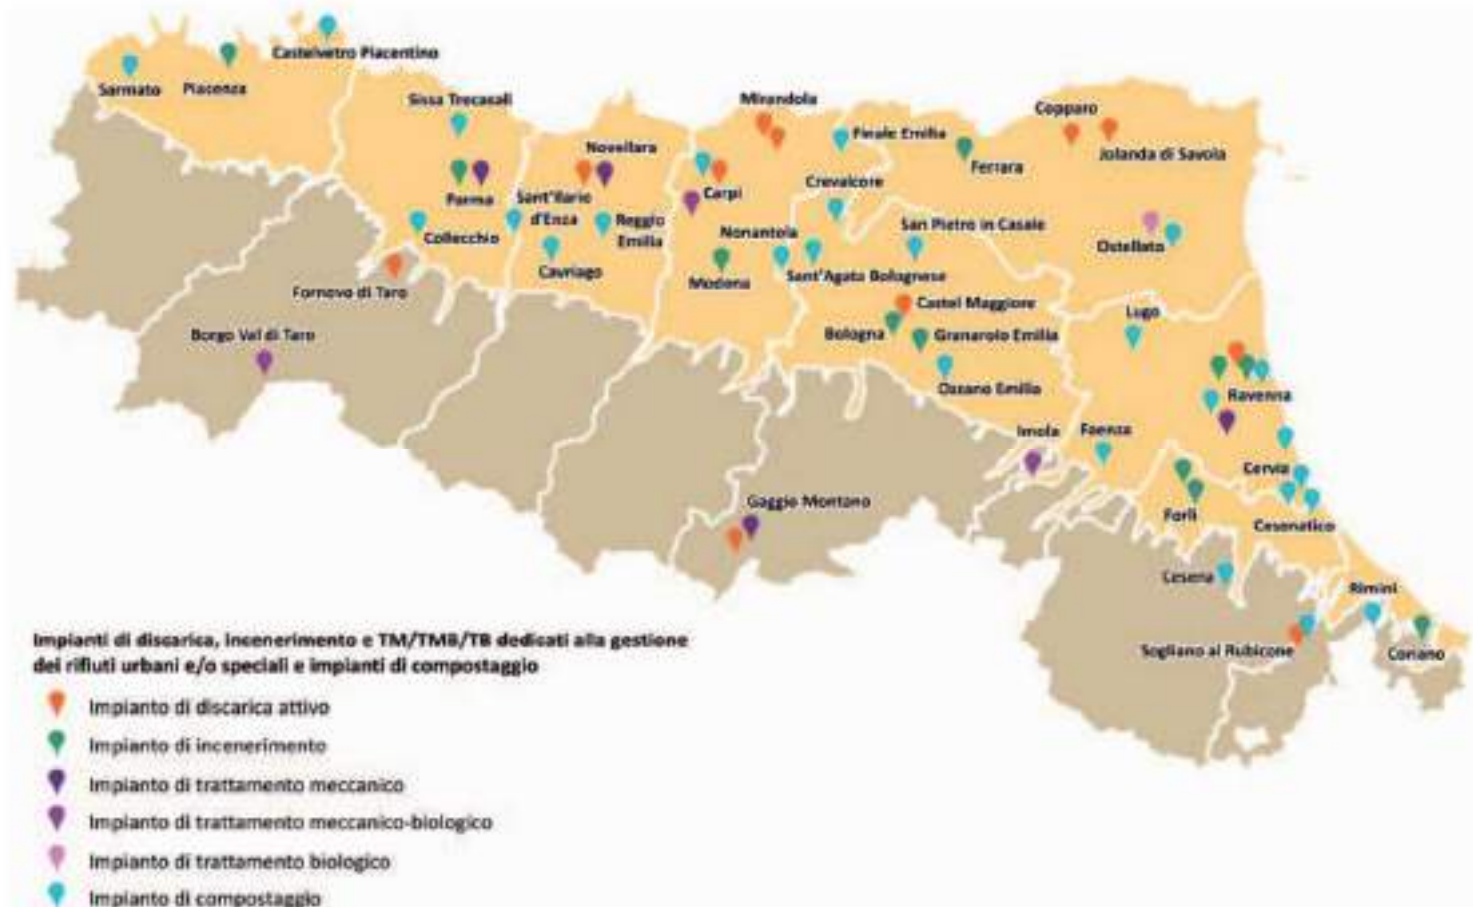 Castelvetro Piacentino
Sarmato
Piacenza
Sissa Trecasali
Mirandola
Copparo
Novellara
Finale Emilia
Ferrara
Jolanda di Savoia
Parma
Sant'Ilario
d'Enza
Reggio
Emilia
Carpi
Crevalcore
Collecchio
Cavriago
Nonantola
San Pietro in Casale
Ostellato
Modena
Sant'Agata Bolognese
Fornovo di Taro
Castel Maggiore
Lugo
Borgo Val di Taro
Bologna
Granarolo Emilia
Ozzano Emilia
Ravenna
Imola
Faenza
Cervia
Gaggio Montano
Forlì
Cesenatico
Cesena
Rimini
Sogliano al Rubicone
Coriano
Impianti di discarica, incenerimento e TM/TMB/TB dedicati alla gestione
dei rifiuti urbani e/o speciali e impianti di compostaggio
Impianto di discarica attivo
Impianto di incenerimento
Impianto di trattamento meccanico
Impianto di trattamento meccanico-biologico
Impianto di trattamento biologico
Impianto di compostaggio